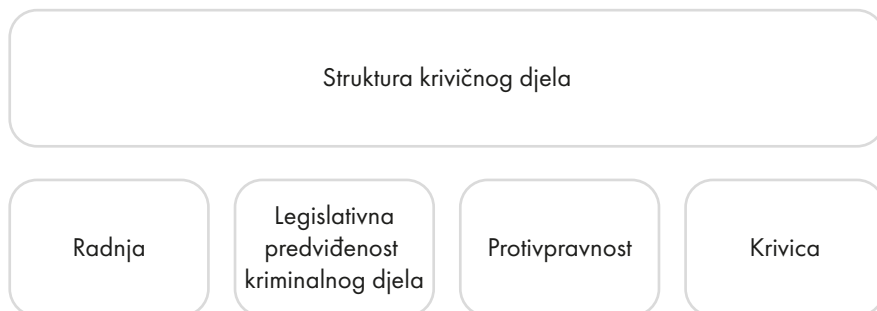 Struktura krivičnog djela
Radnja
Legislativna
predviđenost
kriminalnog djela
Protivpravnost
Krivica